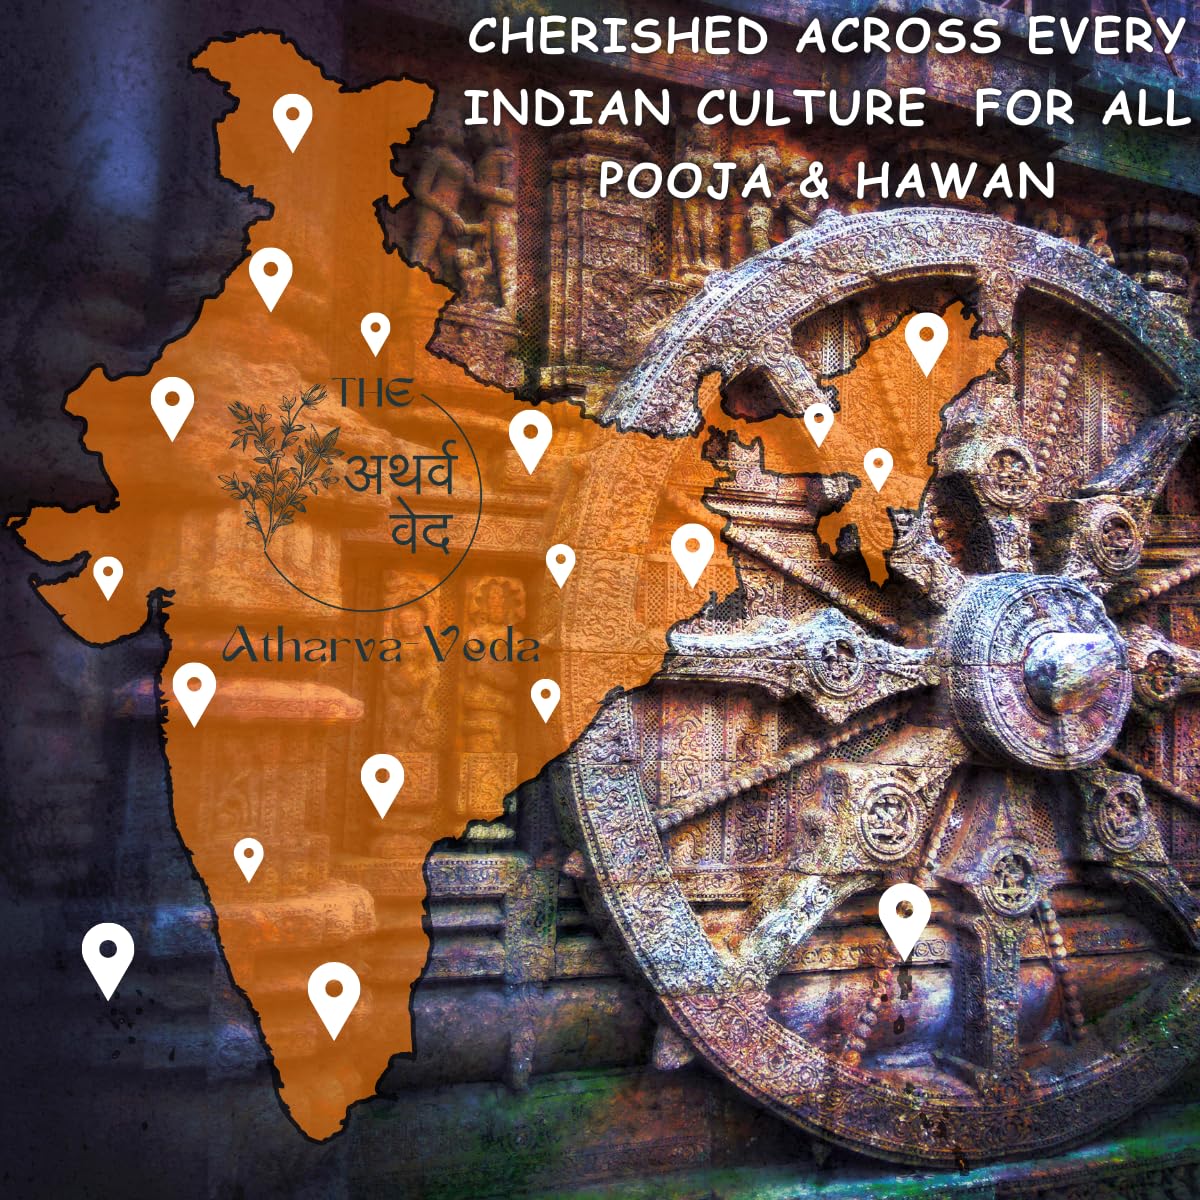 CHERISHED ACROSS EVERY
INDIAN CULTURE FOR ALL
POOJA & HAWAN
THE
अथर्व
वेद
Atharva-Veda